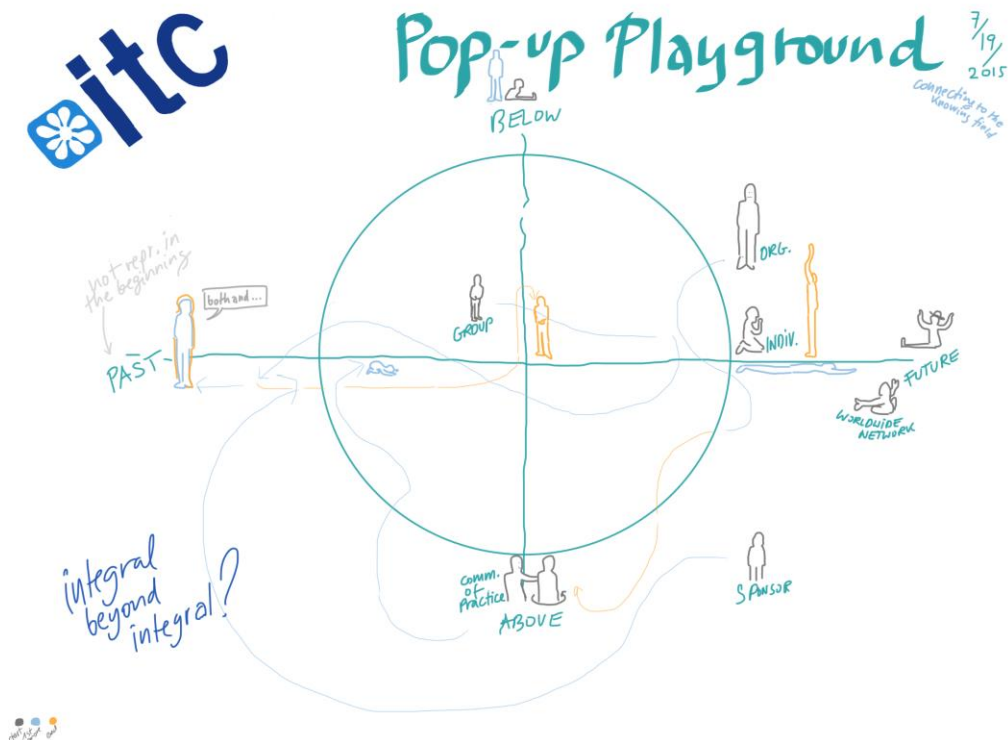 itc
Pop-up Playground
7/
19/
2015
Connecting to the
knowing field
BELOW
not repr. in
the beginning
both and...
ORG.
GROUP
INDIV.
PAST
FUTURE
WORLDWIDE
NETWORK
integral
beyond
integral?
comm.
of
Practice
ABOVE
SPONSOR